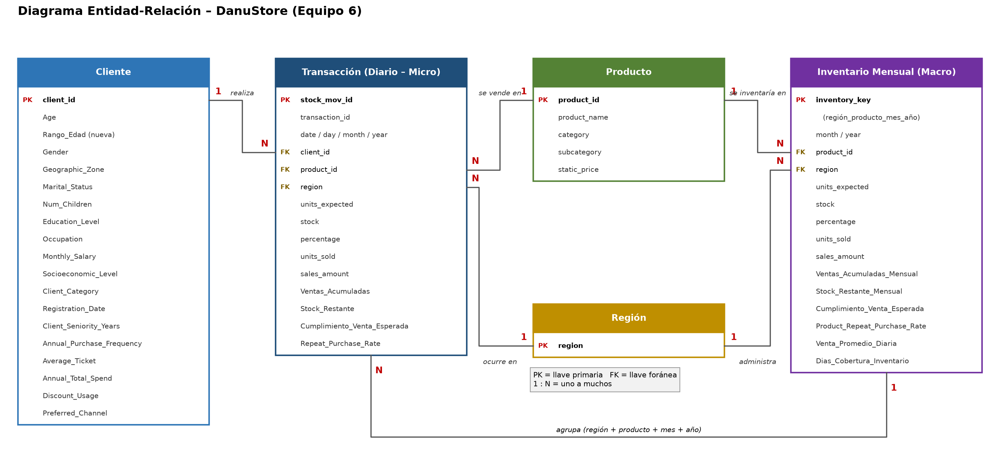 Diagrama Entidad-Relación – DanuStore (Equipo 6)
Cliente
PK client_id
Age
Rango_Edad (nueva)
Gender
Geographic_Zone
Marital_Status
Num_Children
Education_Level
Occupation
Monthly_Salary
Socioeconomic_Level
Client_Category
Registration_Date
Client_Seniority_Years
Annual_Purchase_Frequency
Average_Ticket
Annual_Total_Spend
Discount_Usage
Preferred_Channel
1
realiza
N
Transacción (Diario – Micro)
PK stock_mov_id
transaction_id
date / day / month / year
FK client_id
FK product_id
FK region
units_expected
stock
percentage
units_sold
sales_amount
Ventas_Acumuladas
Stock_Restante
Cumplimiento_Venta_Esperada
Repeat_Purchase_Rate
N
se vende en
1
N
N
1
ocurre en
Producto
PK product_id
product_name
category
subcategory
static_price
Región
PK region
PK = llave primaria   FK = llave foránea
1 : N = uno a muchos
1
se inventaría en
N
N
1
administra
Inventario Mensual (Macro)
PK inventory_key
(región_producto_mes_año)
month / year
FK product_id
FK region
units_expected
stock
percentage
units_sold
sales_amount
Ventas_Acumuladas_Mensual
Stock_Restante_Mensual
Cumplimiento_Venta_Esperada
Product_Repeat_Purchase_Rate
Venta_Promedio_Diaria
Dias_Cobertura_Inventario
1
agrupa (región + producto + mes + año)